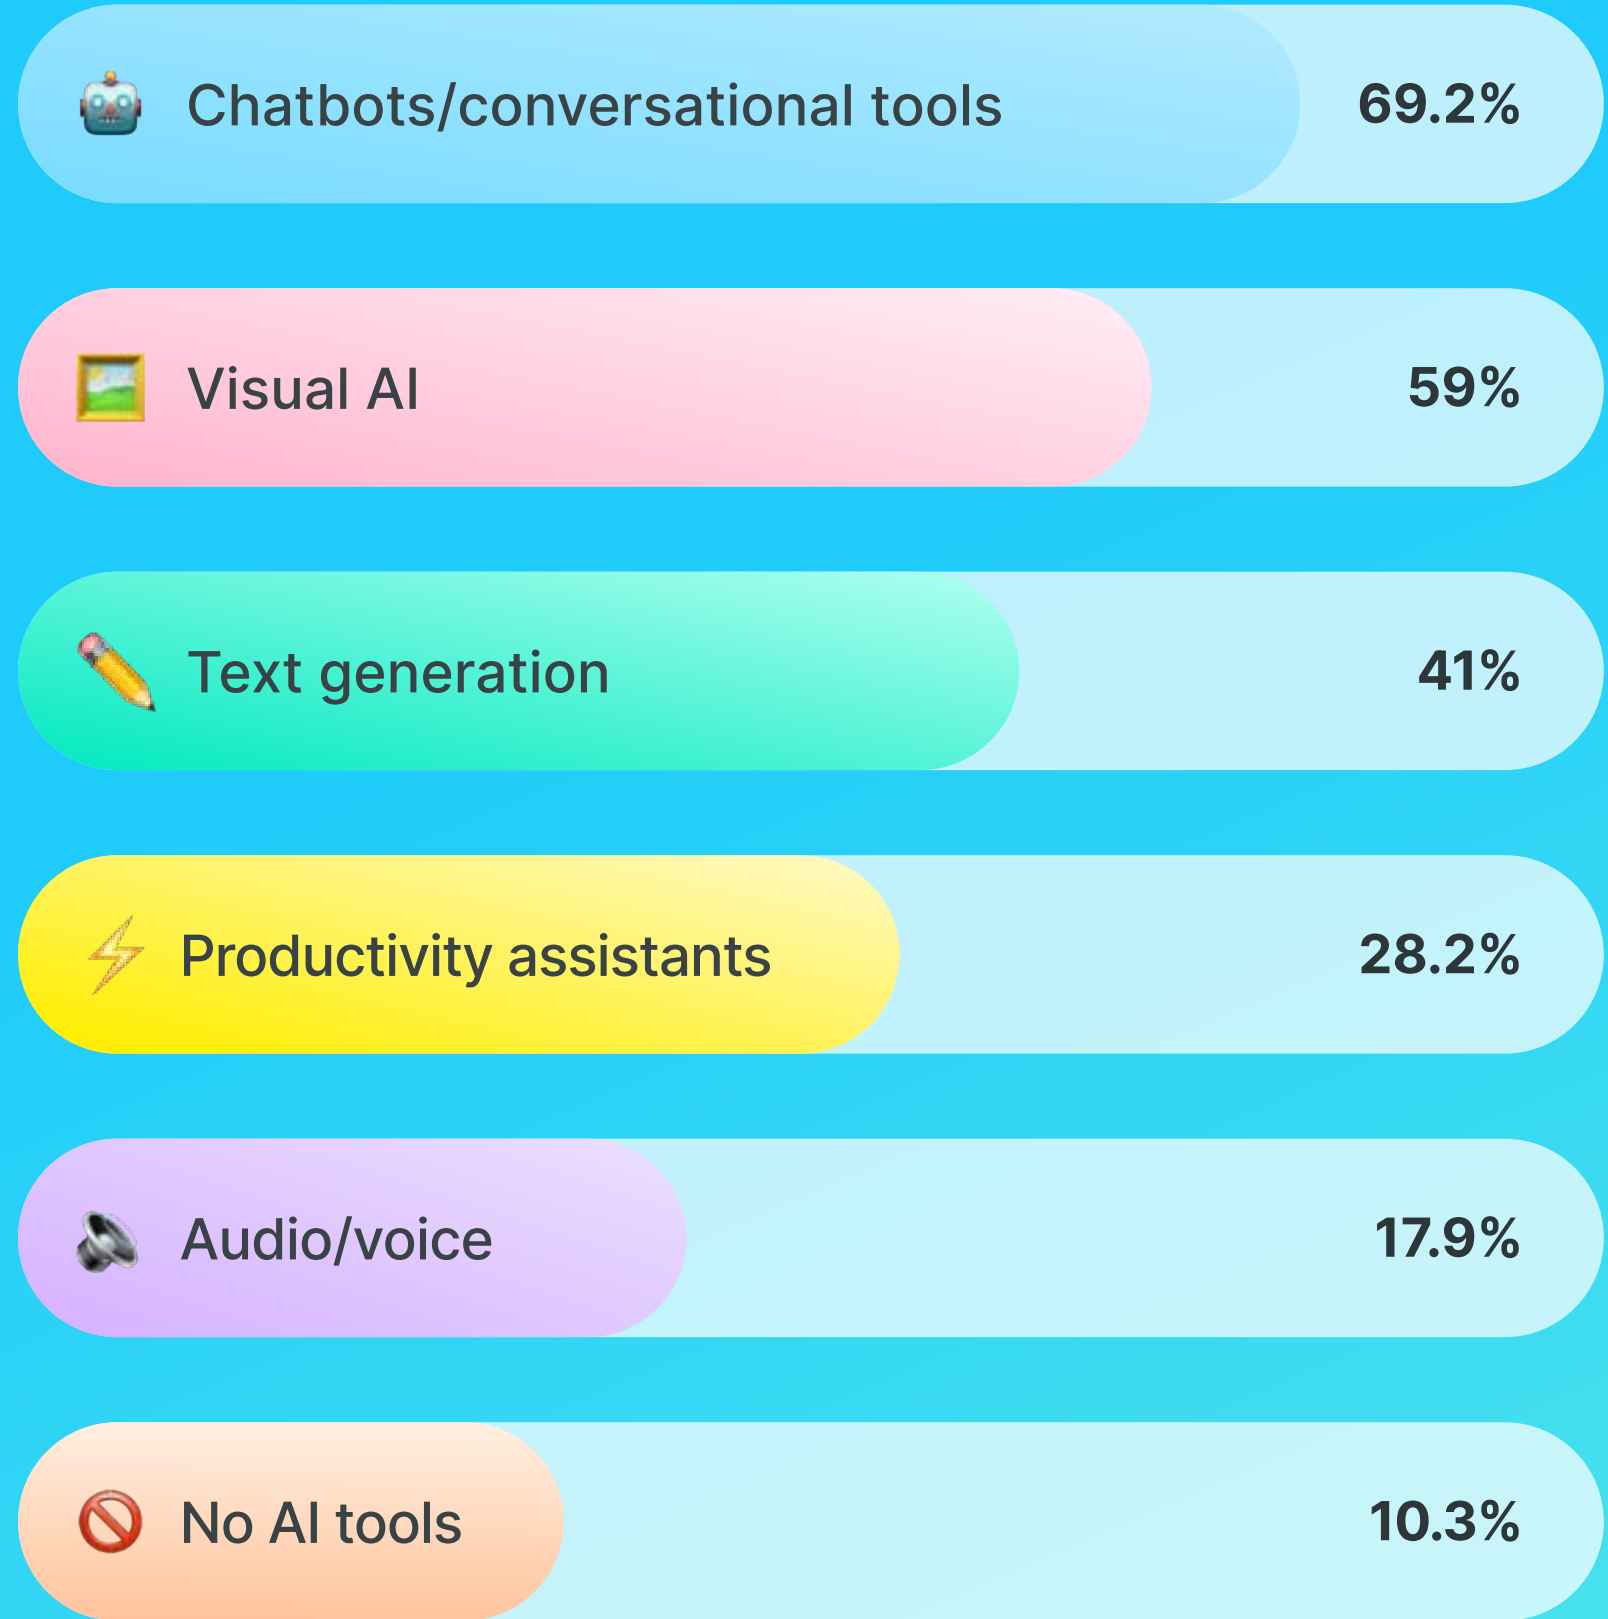 Chatbots/conversational tools 69.2%
Visual AI 59%
Text generation 41%
Productivity assistants 28.2%
Audio/voice 17.9%
No AI tools 10.3%